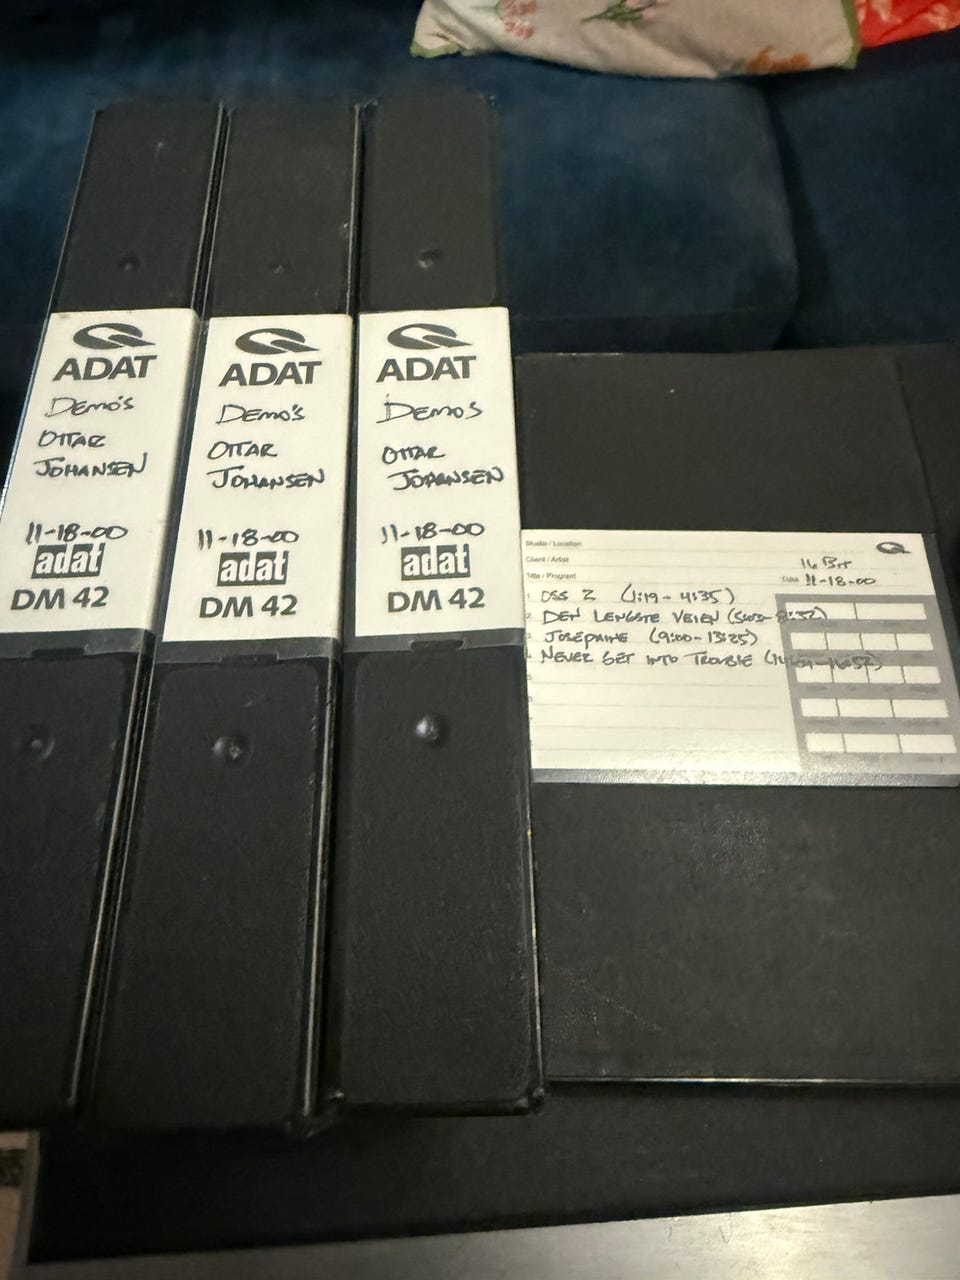 ADAT
DEMO'S
OTTAR
JOHANSEN
11-18-00
adat
DM 42
ADAT
DEMO'S
OTTAR
JOHANSEN
11-18-00
adat
DM 42
ADAT
DEMOS
OTTAR
JOHANSEN
11-18-00
adat
DM 42
Studio / Location
Client / Artist
16 BIT
Title / Program
Date 11-18-00
1 OSS 2 (1:19 - 4:35)
2 DEN LENGSTE VEIEN (
3 JOSEPHINE (9:00 - 13:25)
4 NEVER GET INTO TROUBLE